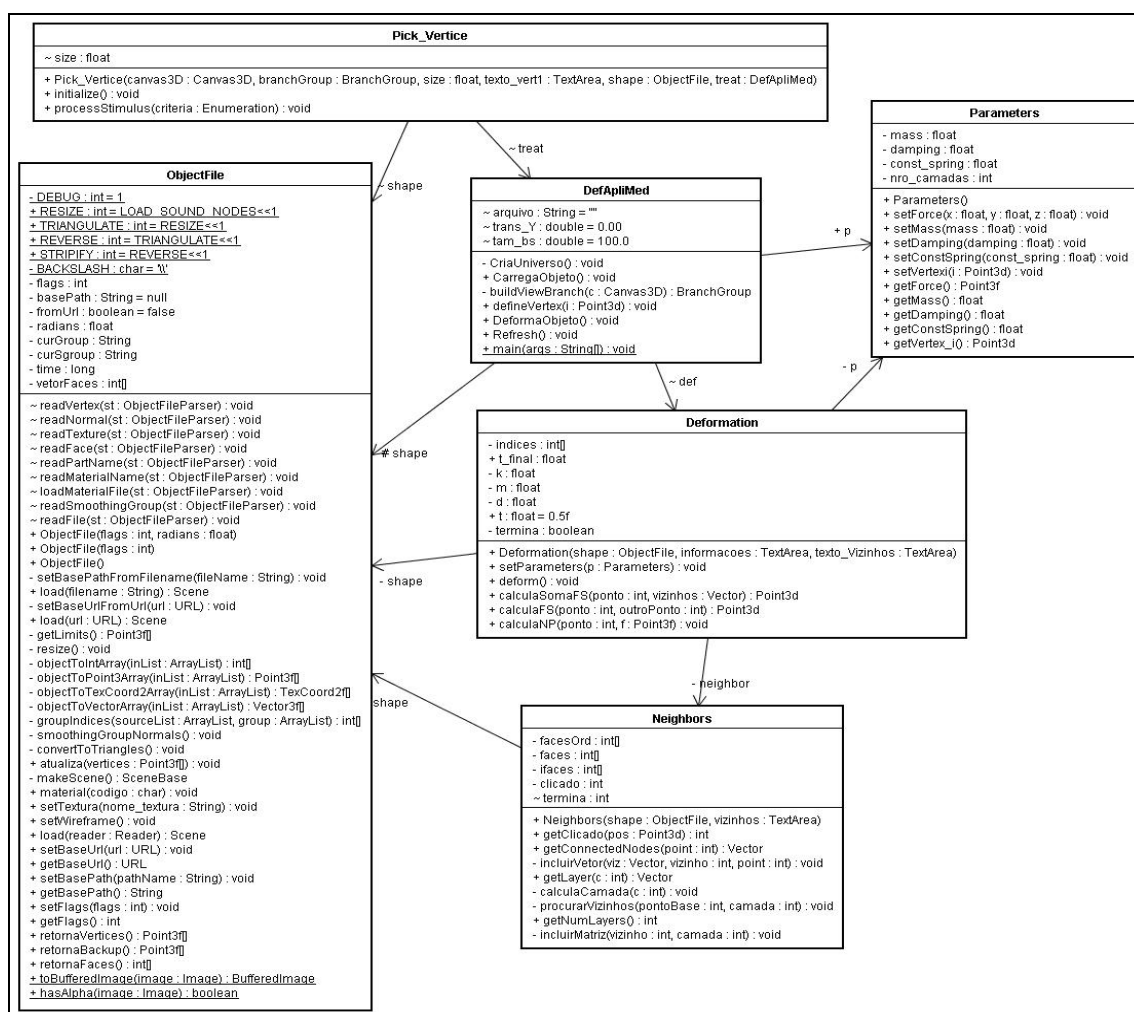 Pick_Vertice
~ size : float
+ Pick_Vertice(canvas3D : Canvas3D, branchGroup : BranchGroup, size : float, texto_vert1 : TextArea, shape : ObjectFile, treat : DefApliMed)
+ initialize() : void
+ processStimulus(criteria : Enumeration) : void
~ shape
~ treat
ObjectFile
- DEBUG : int = 1
+ RESIZE : int = LOAD_SOUND_NODES<<1
+ TRIANGULATE : int = RESIZE<<1
+ REVERSE : int = TRIANGULATE<<1
+ STRIPIFY : int = REVERSE<<1
- BACKSLASH : char = '\\'
- flags : int
- basePath : String = null
- fromUrl : boolean = false
- radians : float
- curGroup : String
- curSgroup : String
- time : long
- vetorFaces : int[]
~ readVertex(st : ObjectFileParser) : void
~ readNormal(st : ObjectFileParser) : void
~ readTexture(st : ObjectFileParser) : void
~ readFace(st : ObjectFileParser) : void
~ readPartName(st : ObjectFileParser) : void
~ readMaterialName(st : ObjectFileParser) : void
~ loadMaterialFile(st : ObjectFileParser) : void
~ readSmoothingGroup(st : ObjectFileParser) : void
~ readFile(st : ObjectFileParser) : void
+ ObjectFile(flags : int, radians : float)
+ ObjectFile(flags : int)
+ ObjectFile()
- setBasePathFromFilename(fileName : String) : void
+ load(filename : String) : Scene
- setBaseUrlFromUrl(url : URL) : void
+ load(url : URL) : Scene
- getLimits() : Point3f[]
- resize() : void
- objectToIntArray(inList : ArrayList) : int[]
- objectToPoint3Array(inList : ArrayList) : Point3f[]
- objectToTexCoord2Array(inList : ArrayList) : TexCoord2f[]
- objectToVectorArray(inList : ArrayList) : Vector3f[]
- groupIndices(sourceList : ArrayList, group : ArrayList) : int[]
- smoothingGroupNormals() : void
- convertToTriangles() : void
+ atualiza(vertices : Point3f[]) : void
- makeScene() : SceneBase
+ material(codigo : char) : void
+ setTextura(nome_textura : String) : void
+ setWireframe() : void
+ load(reader : Reader) : Scene
+ setBaseUrl(url : URL) : void
+ getBaseUrl() : URL
+ setBasePath(pathName : String) : void
+ getBasePath() : String
+ setFlags(flags : int) : void
+ getFlags() : int
+ retornaVertices() : Point3f[]
+ retornaBackup() : Point3f[]
+ retornaFaces() : int[]
+ toBufferedImage(image : Image) : BufferedImage
+ hasAlpha(image : Image) : boolean
DefApliMed
~ arquivo : String = ""
~ trans_Y : double = 0.00
~ tam_bs : double = 100.0
- CriaUniverso() : void
+ CarregaObjeto() : void
- buildViewBranch(c : Canvas3D) : BranchGroup
+ defineVertex(i : Point3d) : void
+ DeformaObjeto() : void
+ Refresh() : void
+ main(args : String[]) : void
+ p
# shape
~ def
Parameters
- mass : float
- damping : float
- const_spring : float
- nro_camadas : int
+ Parameters()
+ setForce(x : float, y : float, z : float) : void
+ setMass(mass : float) : void
+ setDamping(damping : float) : void
+ setConstSpring(const_spring : float) : void
+ setVertexi(i : Point3d) : void
+ getForce() : Point3f
+ getMass() : float
+ getDamping() : float
+ getConstSpring() : float
+ getVertex_i() : Point3d
- p
Deformation
- indices : int[]
+ t_final : float
- k : float
- m : float
- d : float
+ t : float = 0.5f
- termina : boolean
+ Deformation(shape : ObjectFile, informacoes : TextArea, texto_Vizinhos : TextArea)
+ setParameters(p : Parameters) : void
+ deform() : void
+ calculaSomaFS(ponto : int, vizinhos : Vector) : Point3d
+ calculaFS(ponto : int, outroPonto : int) : Point3d
+ calculaNP(ponto : int, f : Point3f) : void
- shape
- neighbor
shape
Neighbors
- facesOrd : int[]
- faces : int[]
- ifaces : int[]
- clicado : int
~ termina : int
+ Neighbors(shape : ObjectFile, vizinhos : TextArea)
+ getClicado(pos : Point3d) : int
+ getConnectedNodes(point : int) : Vector
- incluirVetor(viz : Vector, vizinho : int, point : int) : void
+ getLayer(c : int) : Vector
- calculaCamada(c : int) : void
- procurarVizinhos(pontoBase : int, camada : int) : void
+ getNumLayers() : int
- incluirMatriz(vizinho : int, camada : int) : void